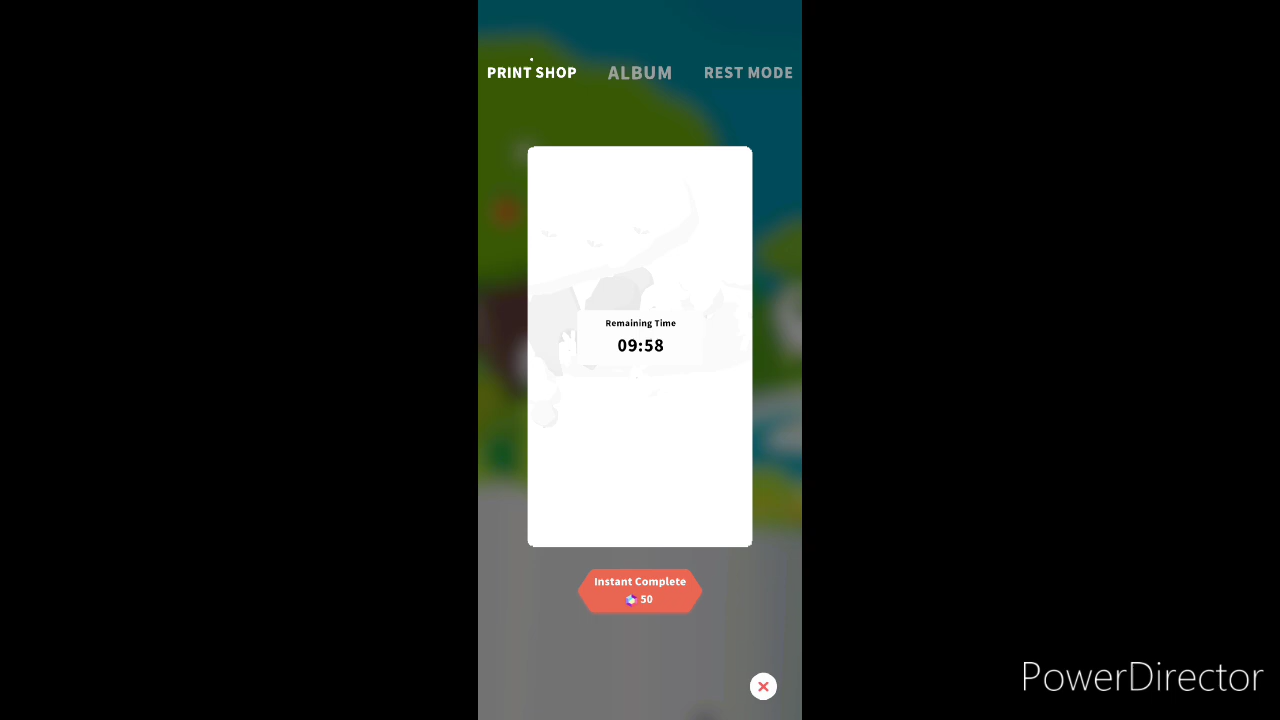 PRINT SHOP
ALBUM
REST MODE
Remaining Time
09:58
Instant Complete
50
PowerDirector